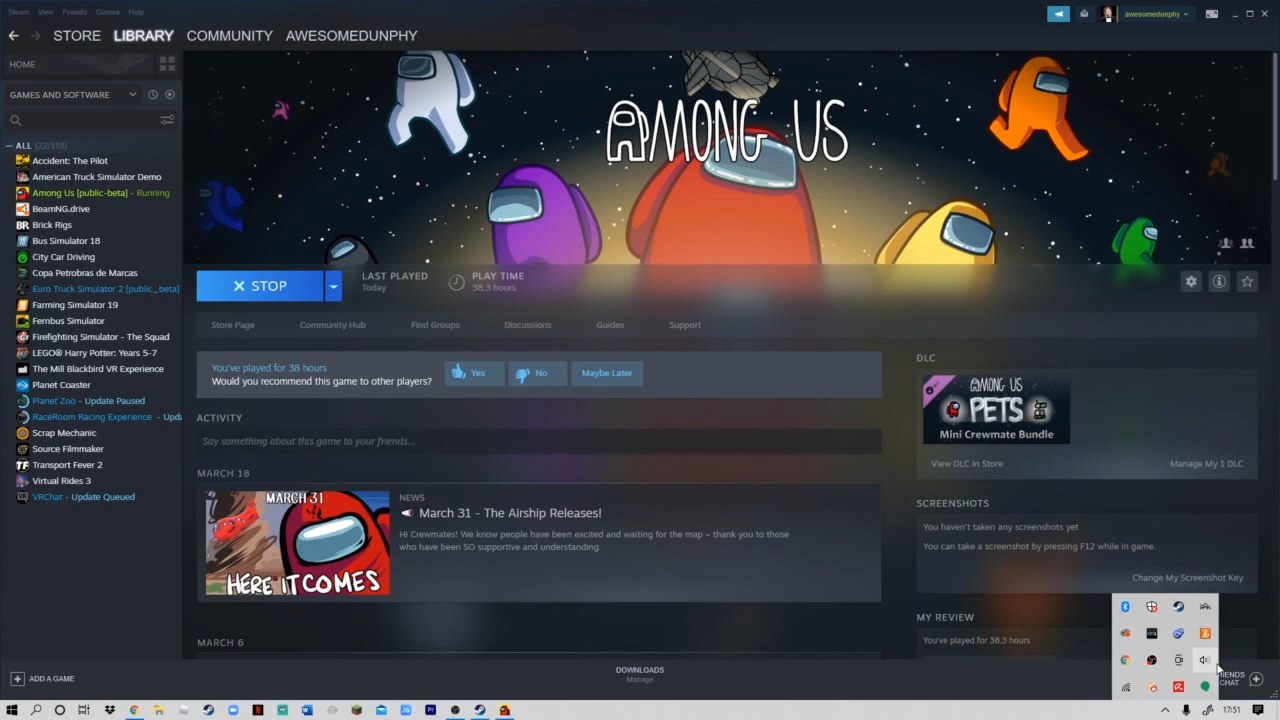 Steam View Friends Games Help
awesomedunphy
STORE LIBRARY COMMUNITY AWESOMEDUNPHY
HOME
GAMES AND SOFTWARE
ALL (22/119)
Accident: The Pilot
American Truck Simulator Demo
Among Us [public-beta] - Running
BeamNG.drive
BR Brick Rigs
Bus Simulator 18
City Car Driving
Copa Petrobras de Marcas
Euro Truck Simulator 2 [public_beta]
Farming Simulator 19
Fernbus Simulator
Firefighting Simulator - The Squad
LEGO® Harry Potter: Years 5-7
The Mill Blackbird VR Experience
Planet Coaster
Planet Zoo - Update Paused
RaceRoom Racing Experience - Upda
Scrap Mechanic
Source Filmmaker
TF Transport Fever 2
Virtual Rides 3
VRChat - Update Queued
AMONG US
STOP
LAST PLAYED
Today
PLAY TIME
38.3 hours
Store Page Community Hub Find Groups Discussions Guides Support
You've played for 38 hours
Would you recommend this game to other players?
Yes No Maybe Later
ACTIVITY
Say something about this game to your friends...
MARCH 18
MARCH 31
HERE IT COMES
NEWS
March 31 - The Airship Releases!
Hi Crewmates! We know people have been excited and waiting for the map – thank you to those
who have been SO supportive and understanding.
MARCH 6
DLC
AMONG US
PETS
Mini Crewmate Bundle
View DLC In Store Manage My 1 DLC
SCREENSHOTS
You haven't taken any screenshots yet
You can take a screenshot by pressing F12 while in game.
Change My Screenshot Key
MY REVIEW
You've played for 38.3 hours
ADD A GAME
DOWNLOADS
Manage
IENDS
CHAT
17:51